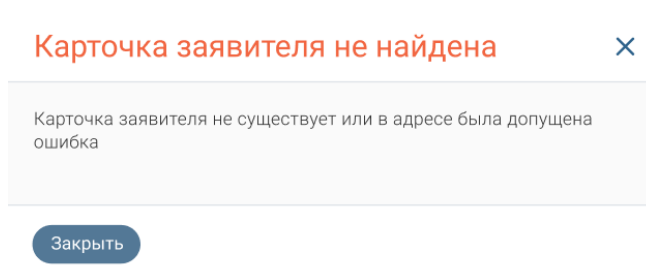 Карточка заявителя не найдена
Карточка заявителя не существует или в адресе была допущена
ошибка
Закрыть